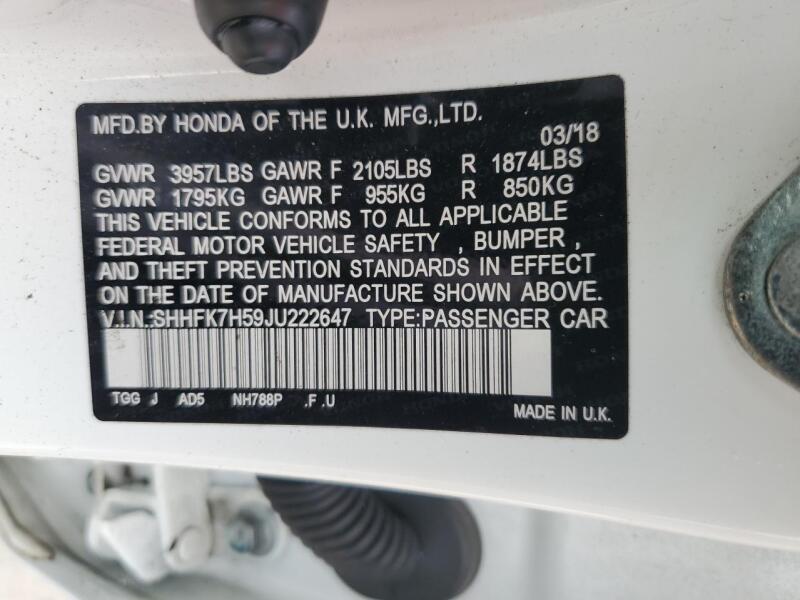 MFD.BY HONDA OF THE U.K. MFG.,LTD.
03/18
GVWR 3957LBS GAWR F 2105LBS R 1874LBS
GVWR 1795KG GAWR F 955KG R 850KG
THIS VEHICLE CONFORMS TO ALL APPLICABLE
FEDERAL MOTOR VEHICLE SAFETY , BUMPER ,
AND THEFT PREVENTION STANDARDS IN EFFECT
ON THE DATE OF MANUFACTURE SHOWN ABOVE.
V.I.N.:SHHFK7H59JU222647 TYPE:PASSENGER CAR
TGG J AD5 NH788P .F .U
MADE IN U.K.